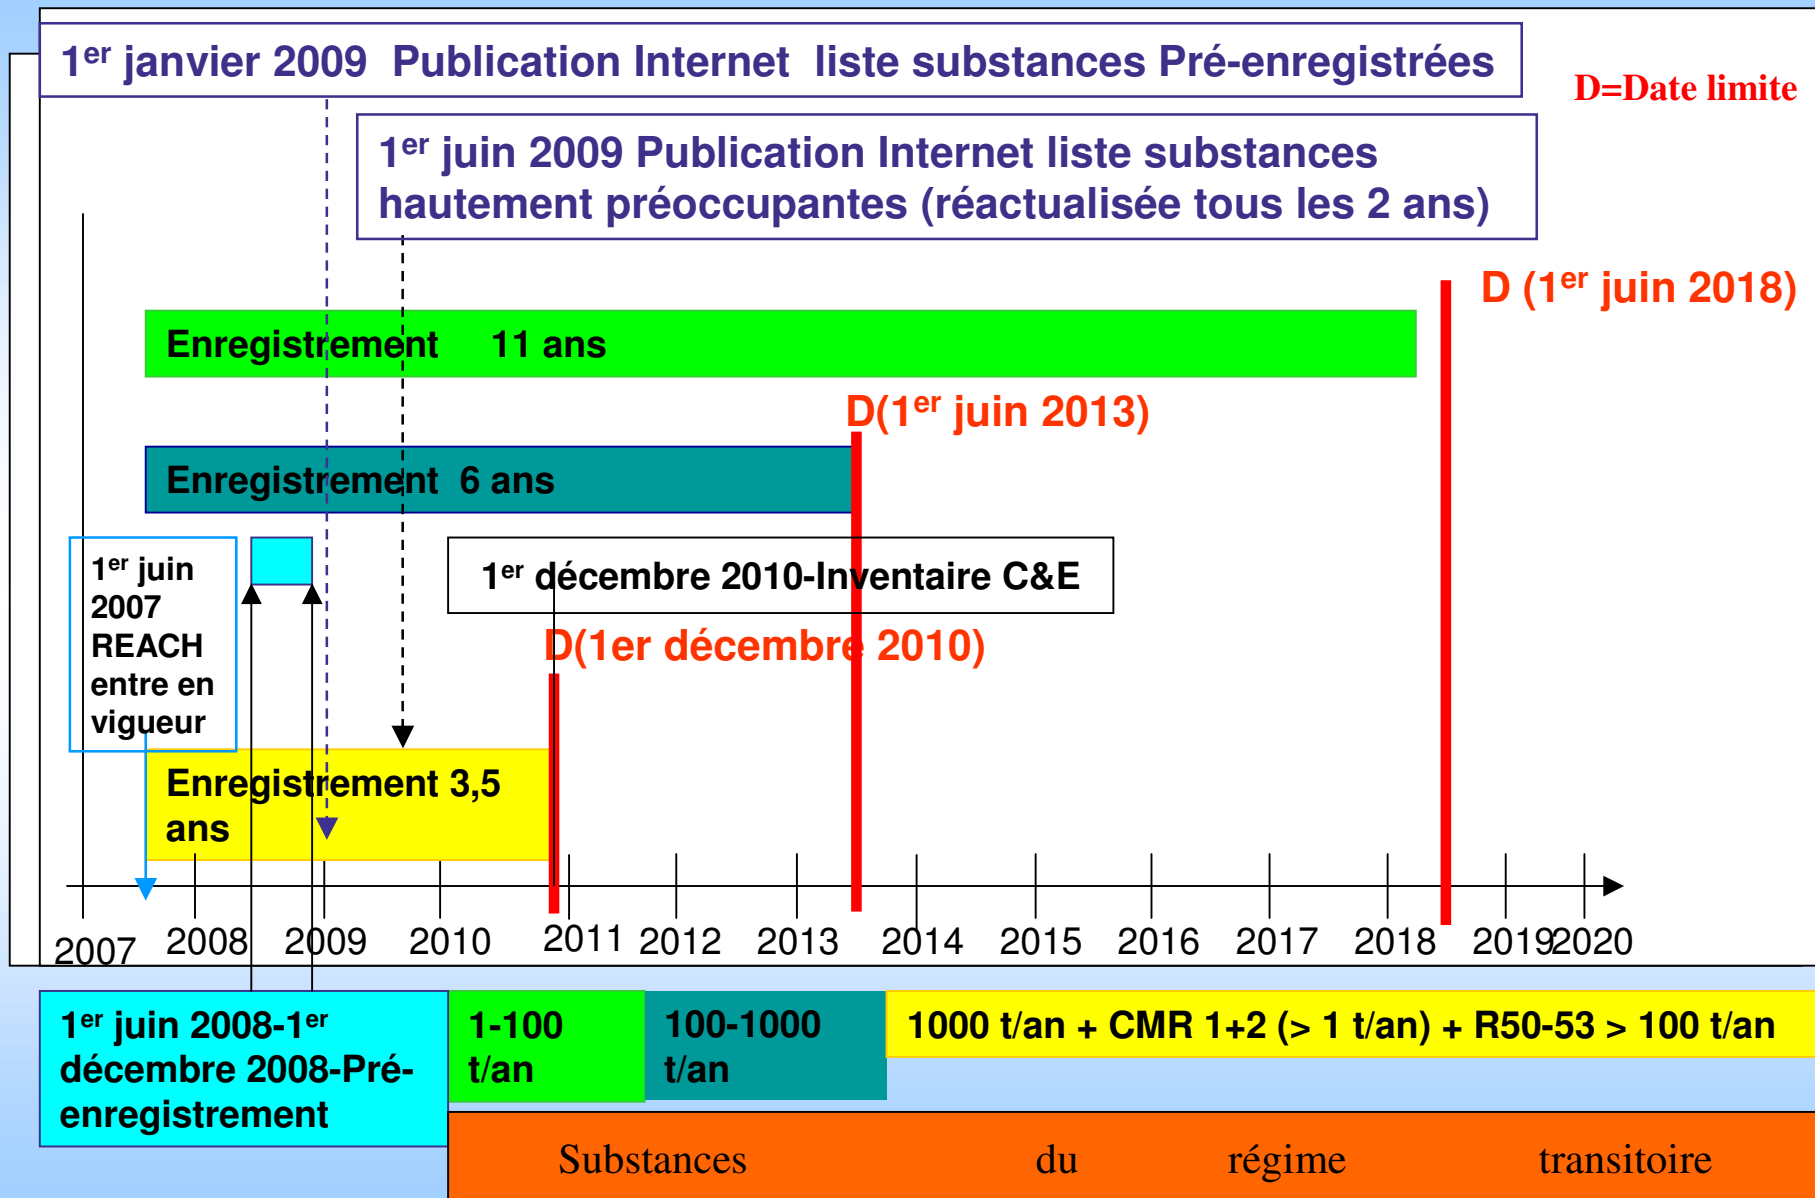 1er janvier 2009 Publication Internet liste substances Pré-enregistrées
D=Date limite
1er juin 2009 Publication Internet liste substances
hautement préoccupantes (réactualisée tous les 2 ans)
D (1er juin 2018)
Enregistrement 11 ans
D(1er juin 2013)
Enregistrement 6 ans
1er juin
2007
REACH
entre en
vigueur
1er décembre 2010-Inventaire C&E
D(1er décembre 2010)
Enregistrement 3,5
ans
2007 2008 2009 2010 2011 2012 2013 2014 2015 2016 2017 2018 2019 2020
1er juin 2008-1er
décembre 2008-Pré-
enregistrement
1-100
t/an
100-1000
t/an
1000 t/an + CMR 1+2 (> 1 t/an) + R50-53 > 100 t/an
Substances du régime transitoire